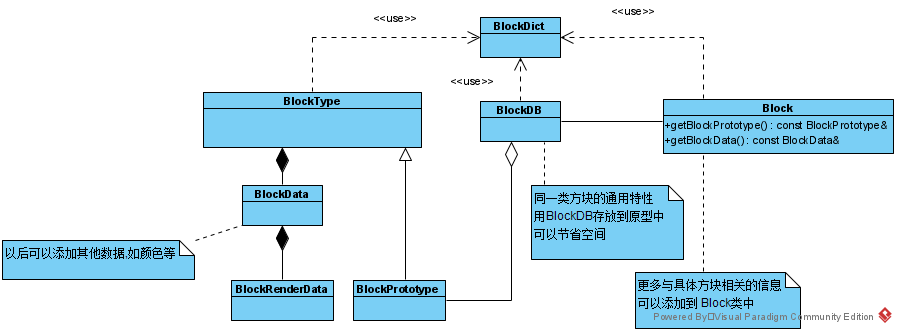 <<use>>
BlockDict
<<use>>
<<use>>
BlockType
BlockDB
Block
+getBlockPrototype() : const BlockPrototype&
+getBlockData() : const BlockData&
BlockData
同一类方块的通用特性
用BlockDB存放到原型中
可以节省空间
以后可以添加其他数据,如颜色等
BlockRenderData
BlockPrototype
更多与具体方块相关的信息
可以添加到 Block类中
Powered By Visual Paradigm Community Edition